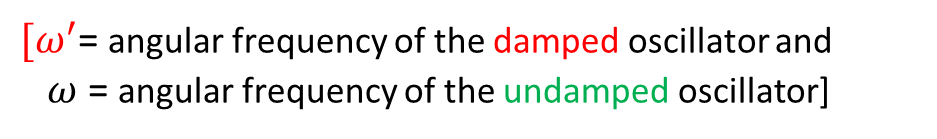 [ω′= angular frequency of the damped oscillator and
ω = angular frequency of the undamped oscillator]